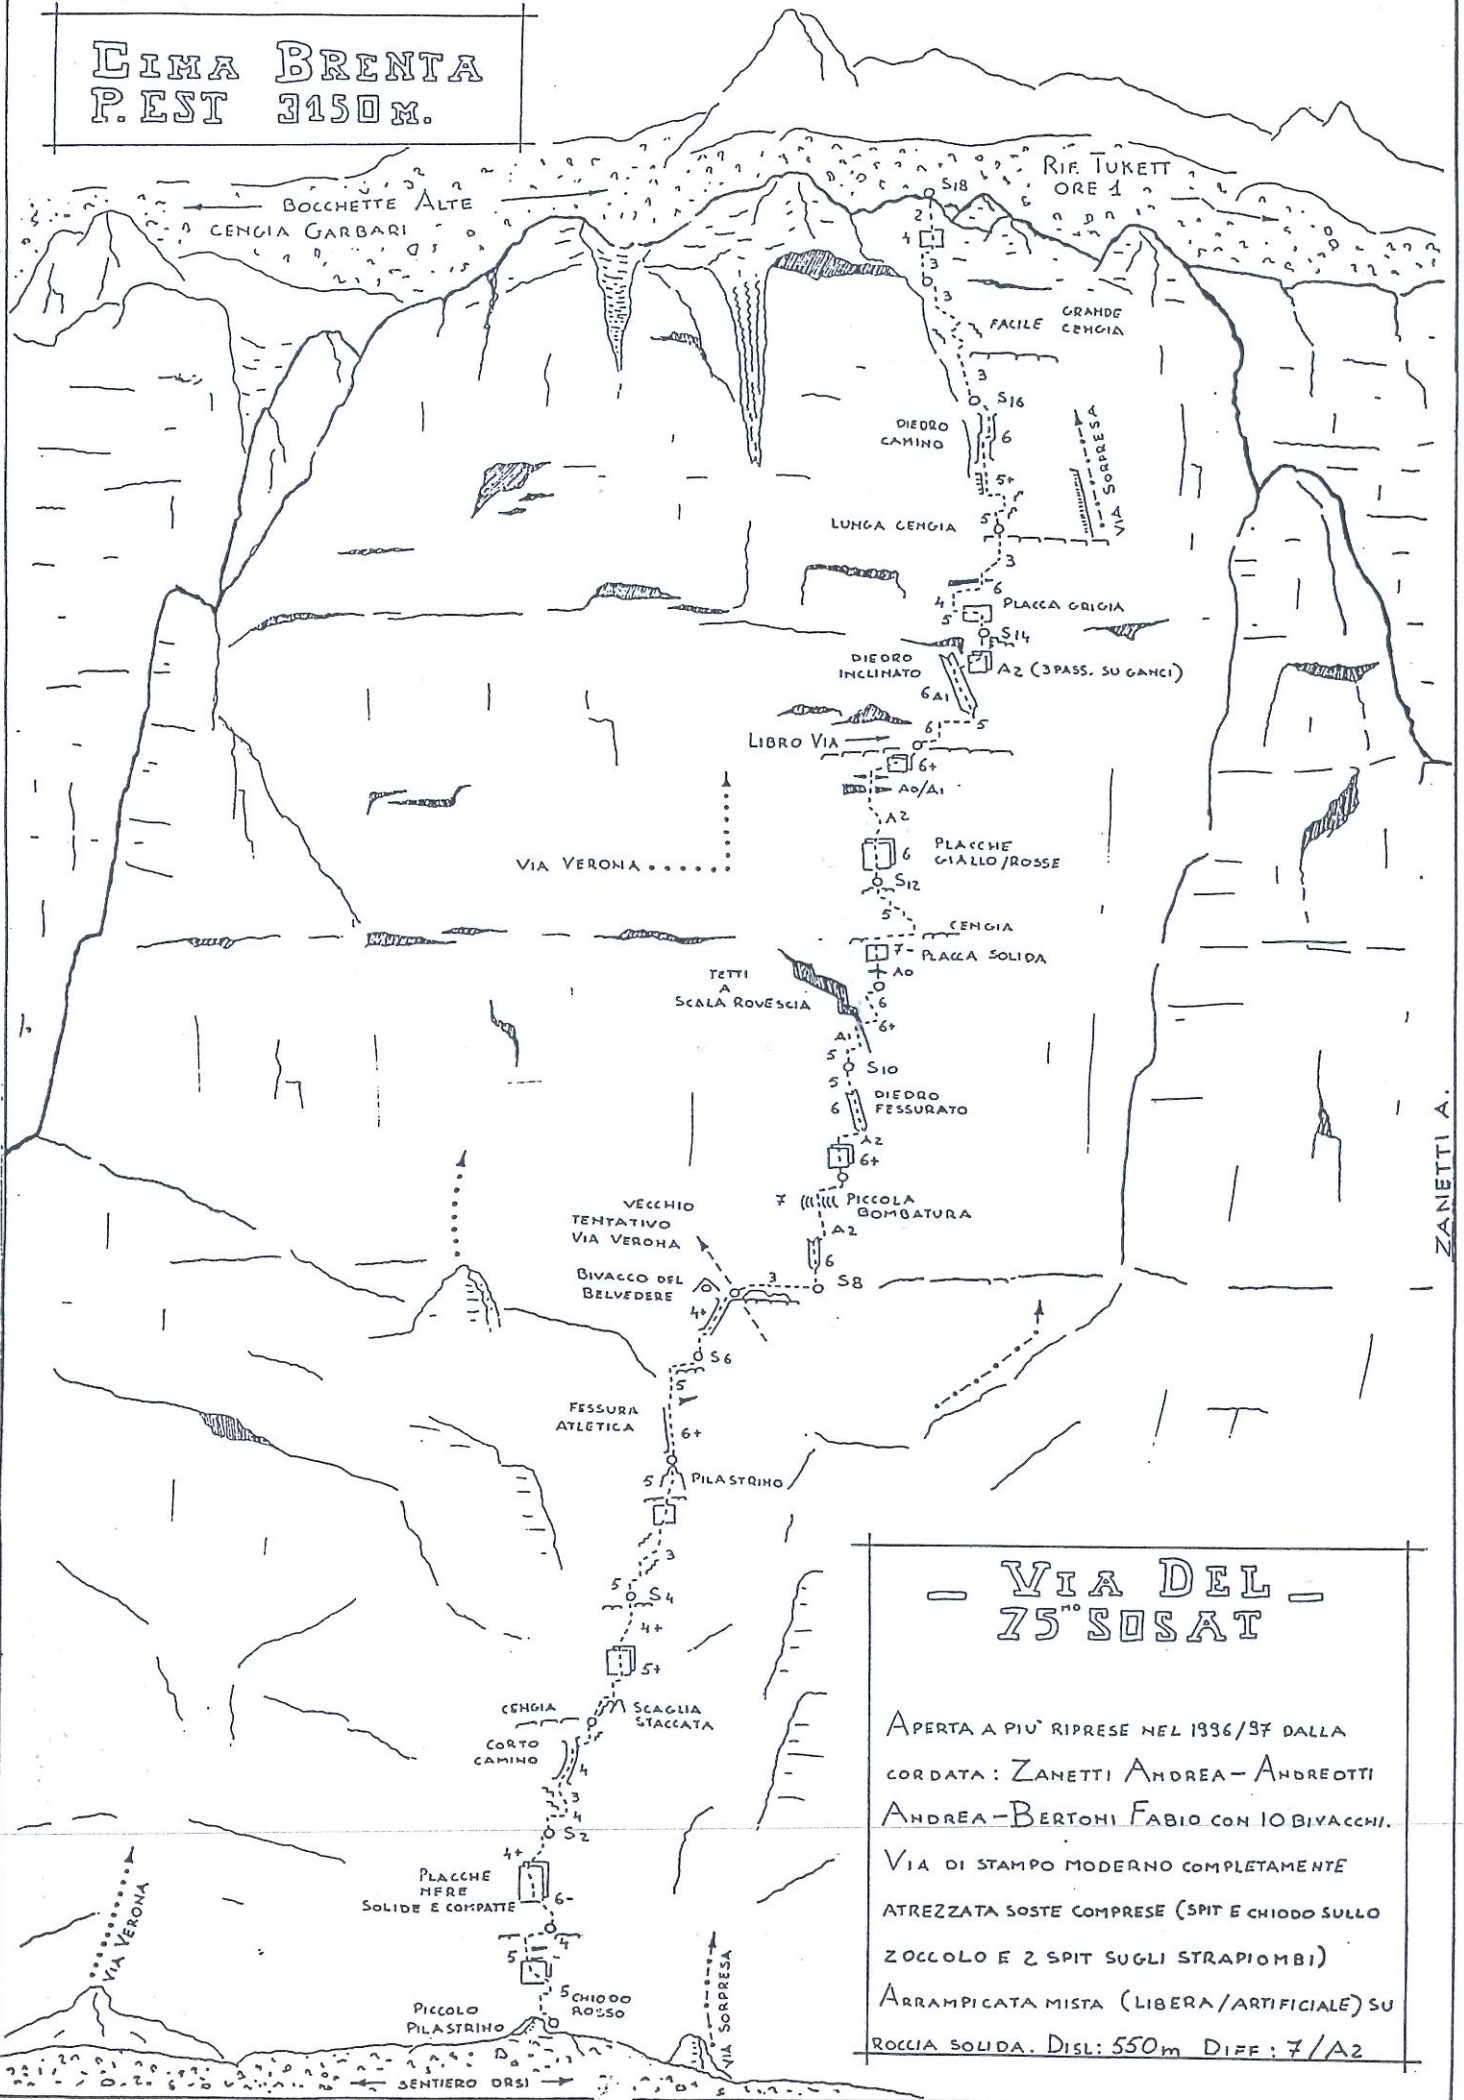 CIMA BRENTA
P. EST 3150 M.
RIF. TUKETT
ORE 1
BOCCHETTE ALTE
CENGIA GARBARI
S18
2
4
3
3
FACILE
GRANDE
CENGIA
3
S16
DIEDRO
CAMINO
6
5+
VIA SORPRESA
LUNGA CENGIA
5
3
6
4
PLACCA GRIGIA
5
S14
DIEDRO
INCLINATO
A2 (3 PASS. SU GANCI)
6 A1
5
6
LIBRO VIA
6+
A0/A1
A2
VIA VERONA
6
PLACCHE
GIALLO/ROSSE
S12
5
CENGIA
7- PLACCA SOLIDA
A0
TETTI
A
SCALA ROVESCIA
6
6+
A1
5
S10
5
6
DIEDRO
FESSURATO
A2
6+
7
PICCOLA
BOMBATURA
A2
6
VECCHIO
TENTATIVO
VIA VERONA
BIVACCO DEL
BELVEDERE
3
S8
4+
S6
5
FESSURA
ATLETICA
6+
5
PILASTRINO
3
5
S4
4+
5+
CENGIA
SCAGLIA
STACCATA
CORTO
CAMINO
4
3
4
S2
4+
PLACCHE
NERE
SOLIDE E COMPATTE
6-
4
5
5
CHIODO
ROSSO
PICCOLO
PILASTRINO
VIA VERONA
VIA SORPRESA
SENTIERO ORSI
ZANETTI A.
– VIA DEL –
75MO SOSAT
APERTA A PIU' RIPRESE NEL 1996/97 DALLA
CORDATA: ZANETTI ANDREA – ANDREOTTI
ANDREA – BERTONI FABIO CON 10 BIVACCHI.
VIA DI STAMPO MODERNO COMPLETAMENTE
ATREZZATA SOSTE COMPRESE (SPIT E CHIODO SULLO
ZOCCOLO E 2 SPIT SUGLI STRAPIOMBI)
ARRAMPICATA MISTA (LIBERA/ARTIFICIALE) SU
ROCCIA SOLIDA. DISL: 550m DIFF: 7/A2